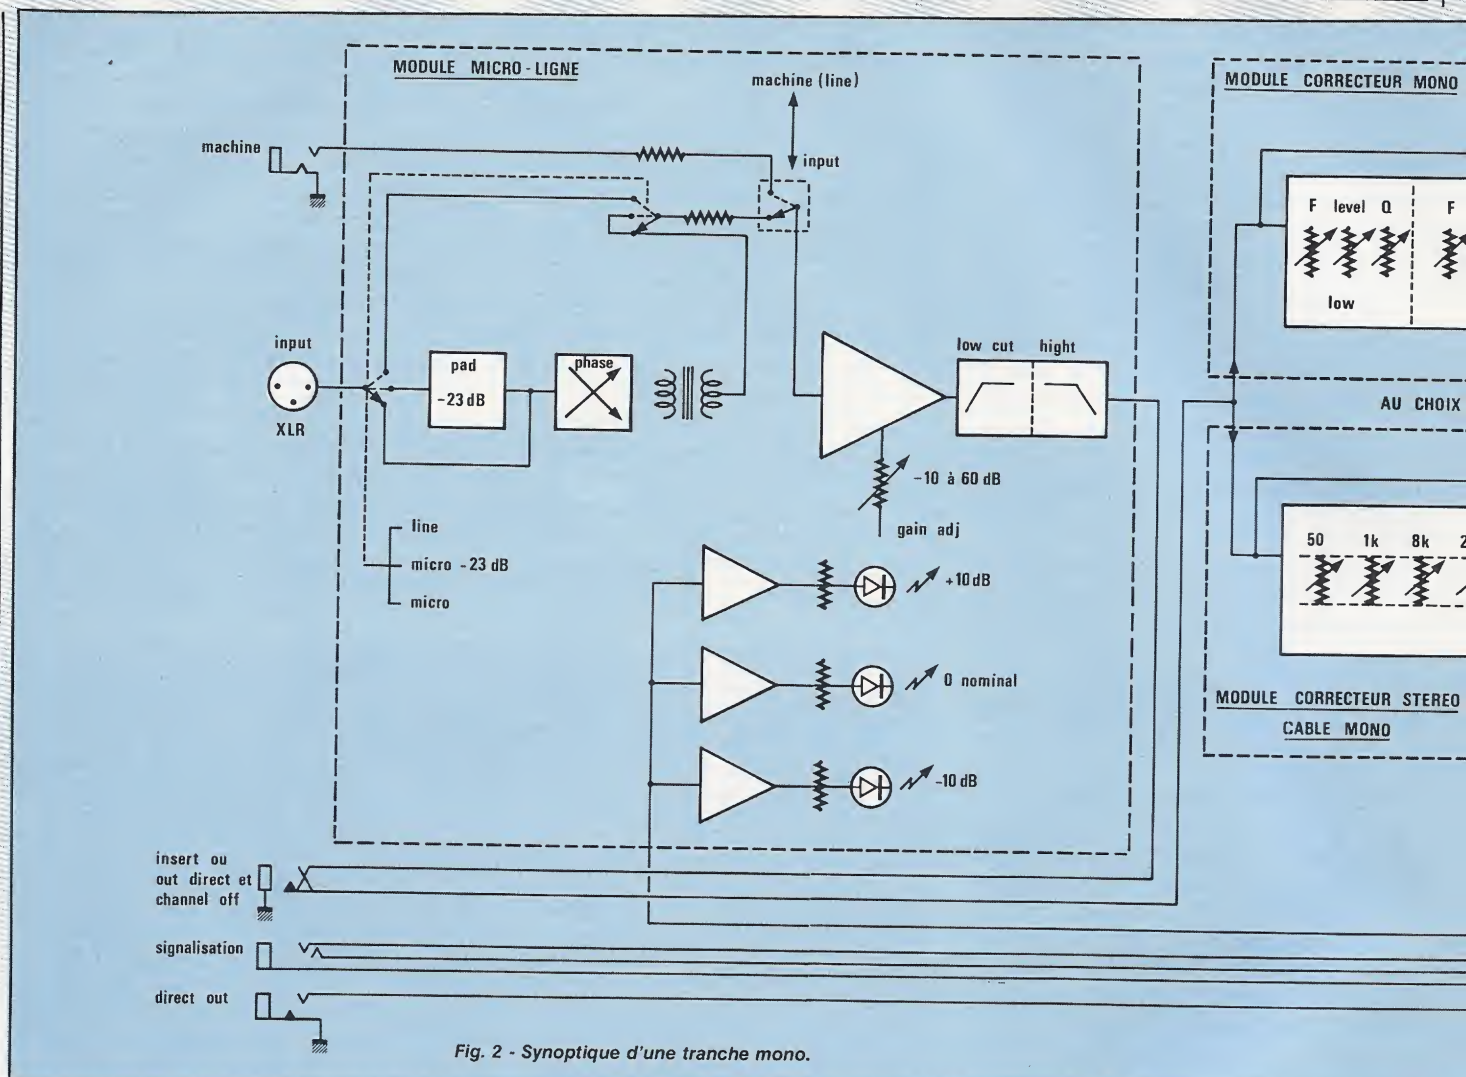 MODULE MICRO-LIGNE
machine (line)
input
machine
input
XLR
pad
-23 dB
phase
low cut hight
-10 à 60 dB
gain adj
line
micro -23 dB
micro
+10 dB
0 nominal
-10 dB
MODULE CORRECTEUR MONO
F level Q F
low
AU CHOIX
50 1k 8k 2
MODULE CORRECTEUR STEREO
CABLE MONO
insert ou
out direct et
channel off
signalisation
direct out
Fig. 2 - Synoptique d'une tranche mono.